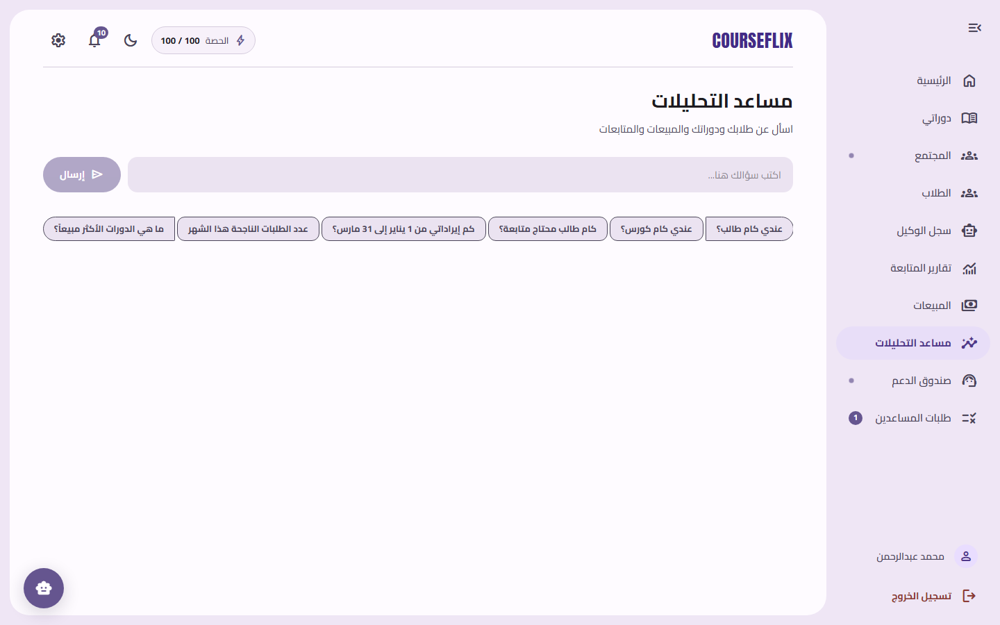 الرئيسية
دوراتي
المجتمع
الطلاب
سجل الوكيل
تقارير المتابعة
المبيعات
مساعد التحليلات
صندوق الدعم
طلبات المساعدين 1
محمد عبدالرحمن
تسجيل الخروج
COURSEFLIX
الحصة 100 / 100
10
مساعد التحليلات
اسأل عن طلابك ودوراتك والمبيعات والمتابعات
اكتب سؤالك هنا...
إرسال
عندي كام طالب؟
عندي كام كورس؟
كام طالب محتاج متابعة؟
كم إيراداتي من 1 يناير إلى 31 مارس؟
عدد الطلبات الناجحة هذا الشهر
ما هي الدورات الأكثر مبيعاً؟